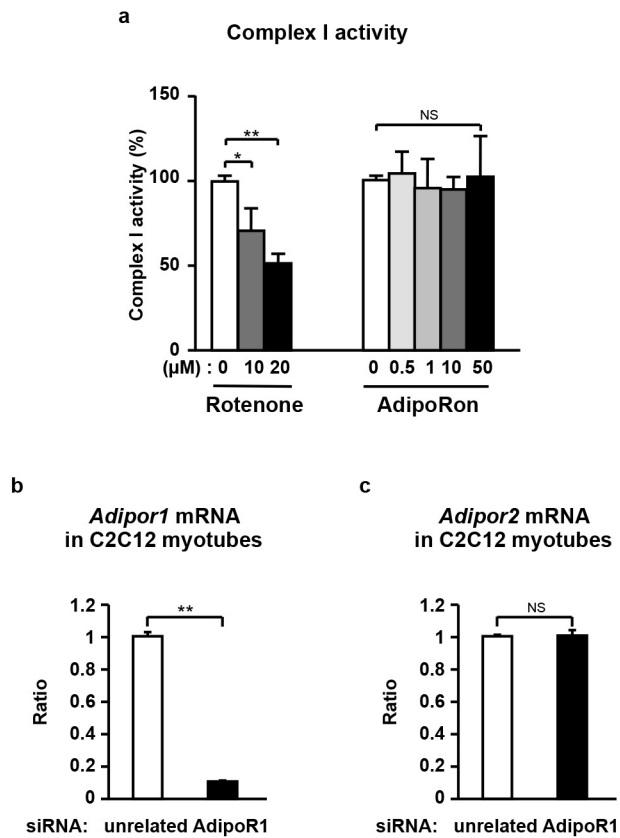 a
Complex I activity
Complex I activity (%)
150
100
50
0
**
*
NS
(μM) : 0 10 20 0 0.5 1 10 50
Rotenone AdipoRon
b
Adipor1 mRNA
in C2C12 myotubes
Ratio
1.2
1
0.8
0.6
0.4
0.2
0
**
siRNA: unrelated AdipoR1
c
Adipor2 mRNA
in C2C12 myotubes
Ratio
1.2
1
0.8
0.6
0.4
0.2
0
NS
siRNA: unrelated AdipoR1